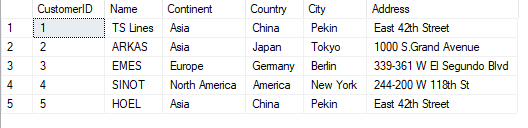 CustomerID Name Continent Country City Address
1 1 TS Lines Asia China Pekin East 42th Street
2 2 ARKAS Asia Japan Tokyo 1000 S.Grand Avenue
3 3 EMES Europe Germany Berlin 339-361 W El Segundo Blvd
4 4 SINOT North America America New York 244-200 W 118th St
5 5 HOEL Asia China Pekin East 42th Street